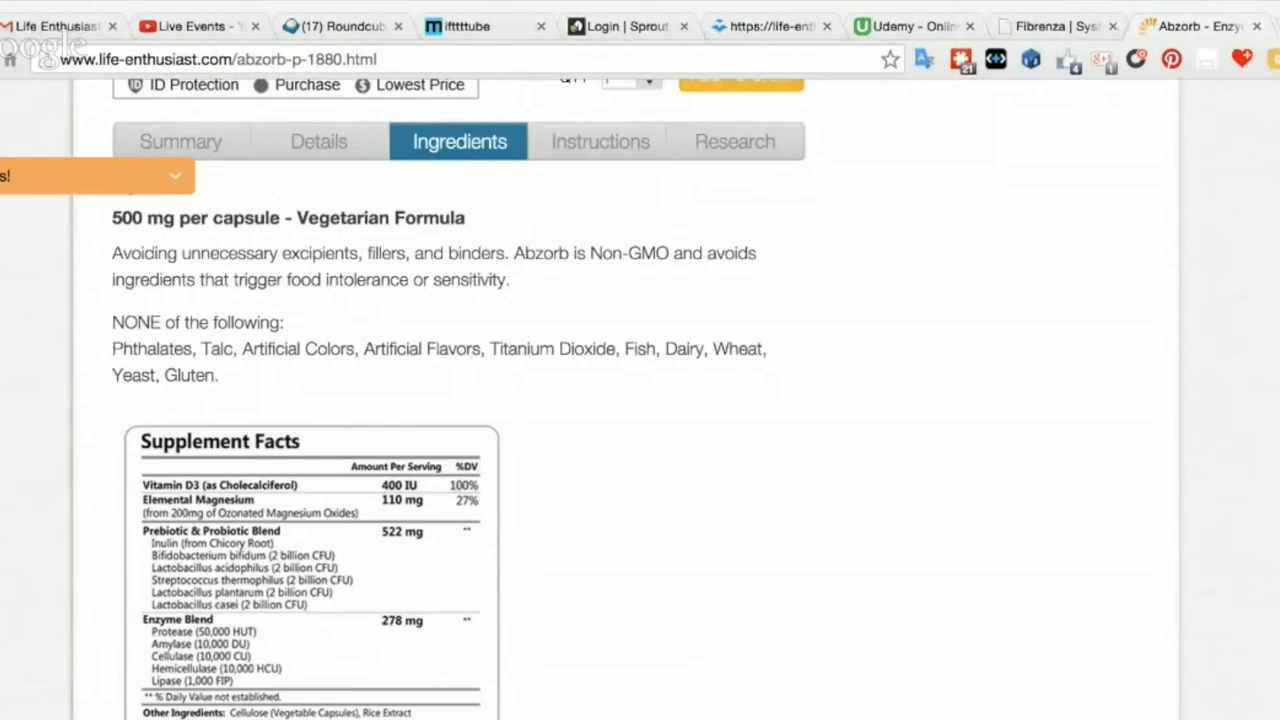 Life Enthusiast
Live Events -
(17) Roundcub
ifttttube
Login | Sprout
https://life-ent
Udemy - Onlin
Fibrenza | Sys
Abzorb - Enzy
Google
www.life-enthusiast.com/abzorb-p-1880.html
21
4
ID Protection Purchase Lowest Price
Summary Details Ingredients Instructions Research
s!
500 mg per capsule - Vegetarian Formula
Avoiding unnecessary excipients, fillers, and binders. Abzorb is Non-GMO and avoids
ingredients that trigger food intolerance or sensitivity.
NONE of the following:
Phthalates, Talc, Artificial Colors, Artificial Flavors, Titanium Dioxide, Fish, Dairy, Wheat,
Yeast, Gluten.
Supplement Facts
Amount Per Serving %DV
Vitamin D3 (as Cholecalciferol) 400 IU 100%
Elemental Magnesium 110 mg 27%
(from 200mg of Ozonated Magnesium Oxides)
Prebiotic & Probiotic Blend 522 mg **
Inulin (from Chicory Root)
Bifidobacterium bifidum (2 billion CFU)
Lactobacillus acidophilus (2 billion CFU)
Streptococcus thermophilus (2 billion CFU)
Lactobacillus plantarum (2 billion CFU)
Lactobacillus casei (2 billion CFU)
Enzyme Blend 278 mg **
Protease (50,000 HUT)
Amylase (10,000 DU)
Cellulase (10,000 CU)
Hemicellulase (10,000 HCU)
Lipase (1,000 FIP)
** % Daily Value not established.
Other Ingredients: Cellulose (Vegetable Capsules), Rice Extract